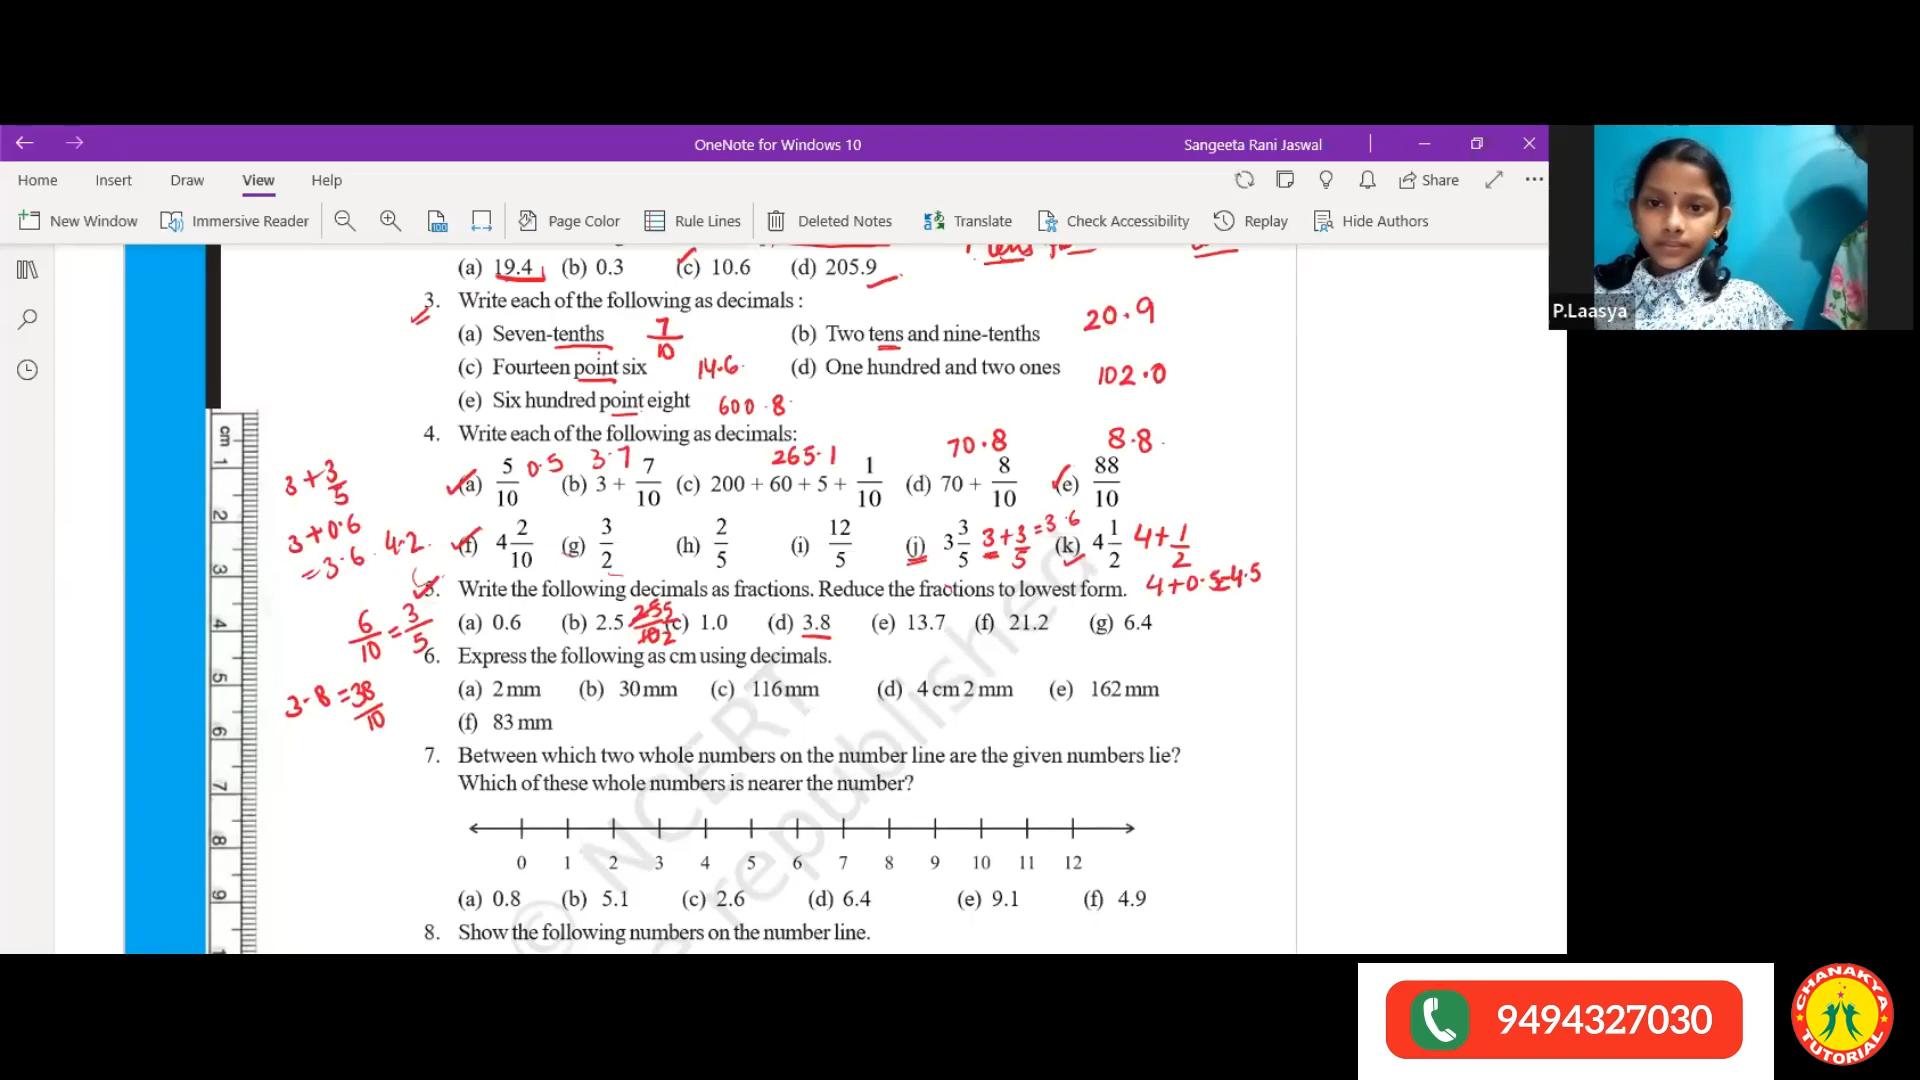 OneNote for Windows 10
Sangeeta Rani Jaswal
Home Insert Draw View Help
Share
New Window Immersive Reader Page Color Rule Lines Deleted Notes Translate Check Accessibility Replay Hide Authors
P.Laasya
(a) 19.4 (b) 0.3 (c) 10.6 (d) 205.9
3. Write each of the following as decimals :
(a) Seven-tenths 7/10 (b) Two tens and nine-tenths 20.9
(c) Fourteen point six 14.6 (d) One hundred and two ones 102.0
(e) Six hundred point eight 600.8
4. Write each of the following as decimals:
(a) 5/10 0.5 (b) 3 + 7/10 3.7 (c) 200 + 60 + 5 + 1/10 265.1 (d) 70 + 8/10 70.8 (e) 88/10 8.8
(f) 4 2/10 4.2 (g) 3/2 (h) 2/5 (i) 12/5 (j) 3 3/5 3+3/5=3.6 (k) 4 1/2 4+1/2
4+0.5=4.5
3+3/5
3+0.6
=3.6
5. Write the following decimals as fractions. Reduce the fractions to lowest form.
(a) 0.6 (b) 2.5 (c) 1.0 (d) 3.8 (e) 13.7 (f) 21.2 (g) 6.4
6/10=3/5
3.8=38/10
6. Express the following as cm using decimals.
(a) 2 mm (b) 30 mm (c) 116 mm (d) 4 cm 2 mm (e) 162 mm
(f) 83 mm
7. Between which two whole numbers on the number line are the given numbers lie?
Which of these whole numbers is nearer the number?
0 1 2 3 4 5 6 7 8 9 10 11 12
(a) 0.8 (b) 5.1 (c) 2.6 (d) 6.4 (e) 9.1 (f) 4.9
8. Show the following numbers on the number line.
cm 1 2 3 4 5 6 7 8 9
© NCERT
republished
9494327030
CHANAKYA
TUTORIAL